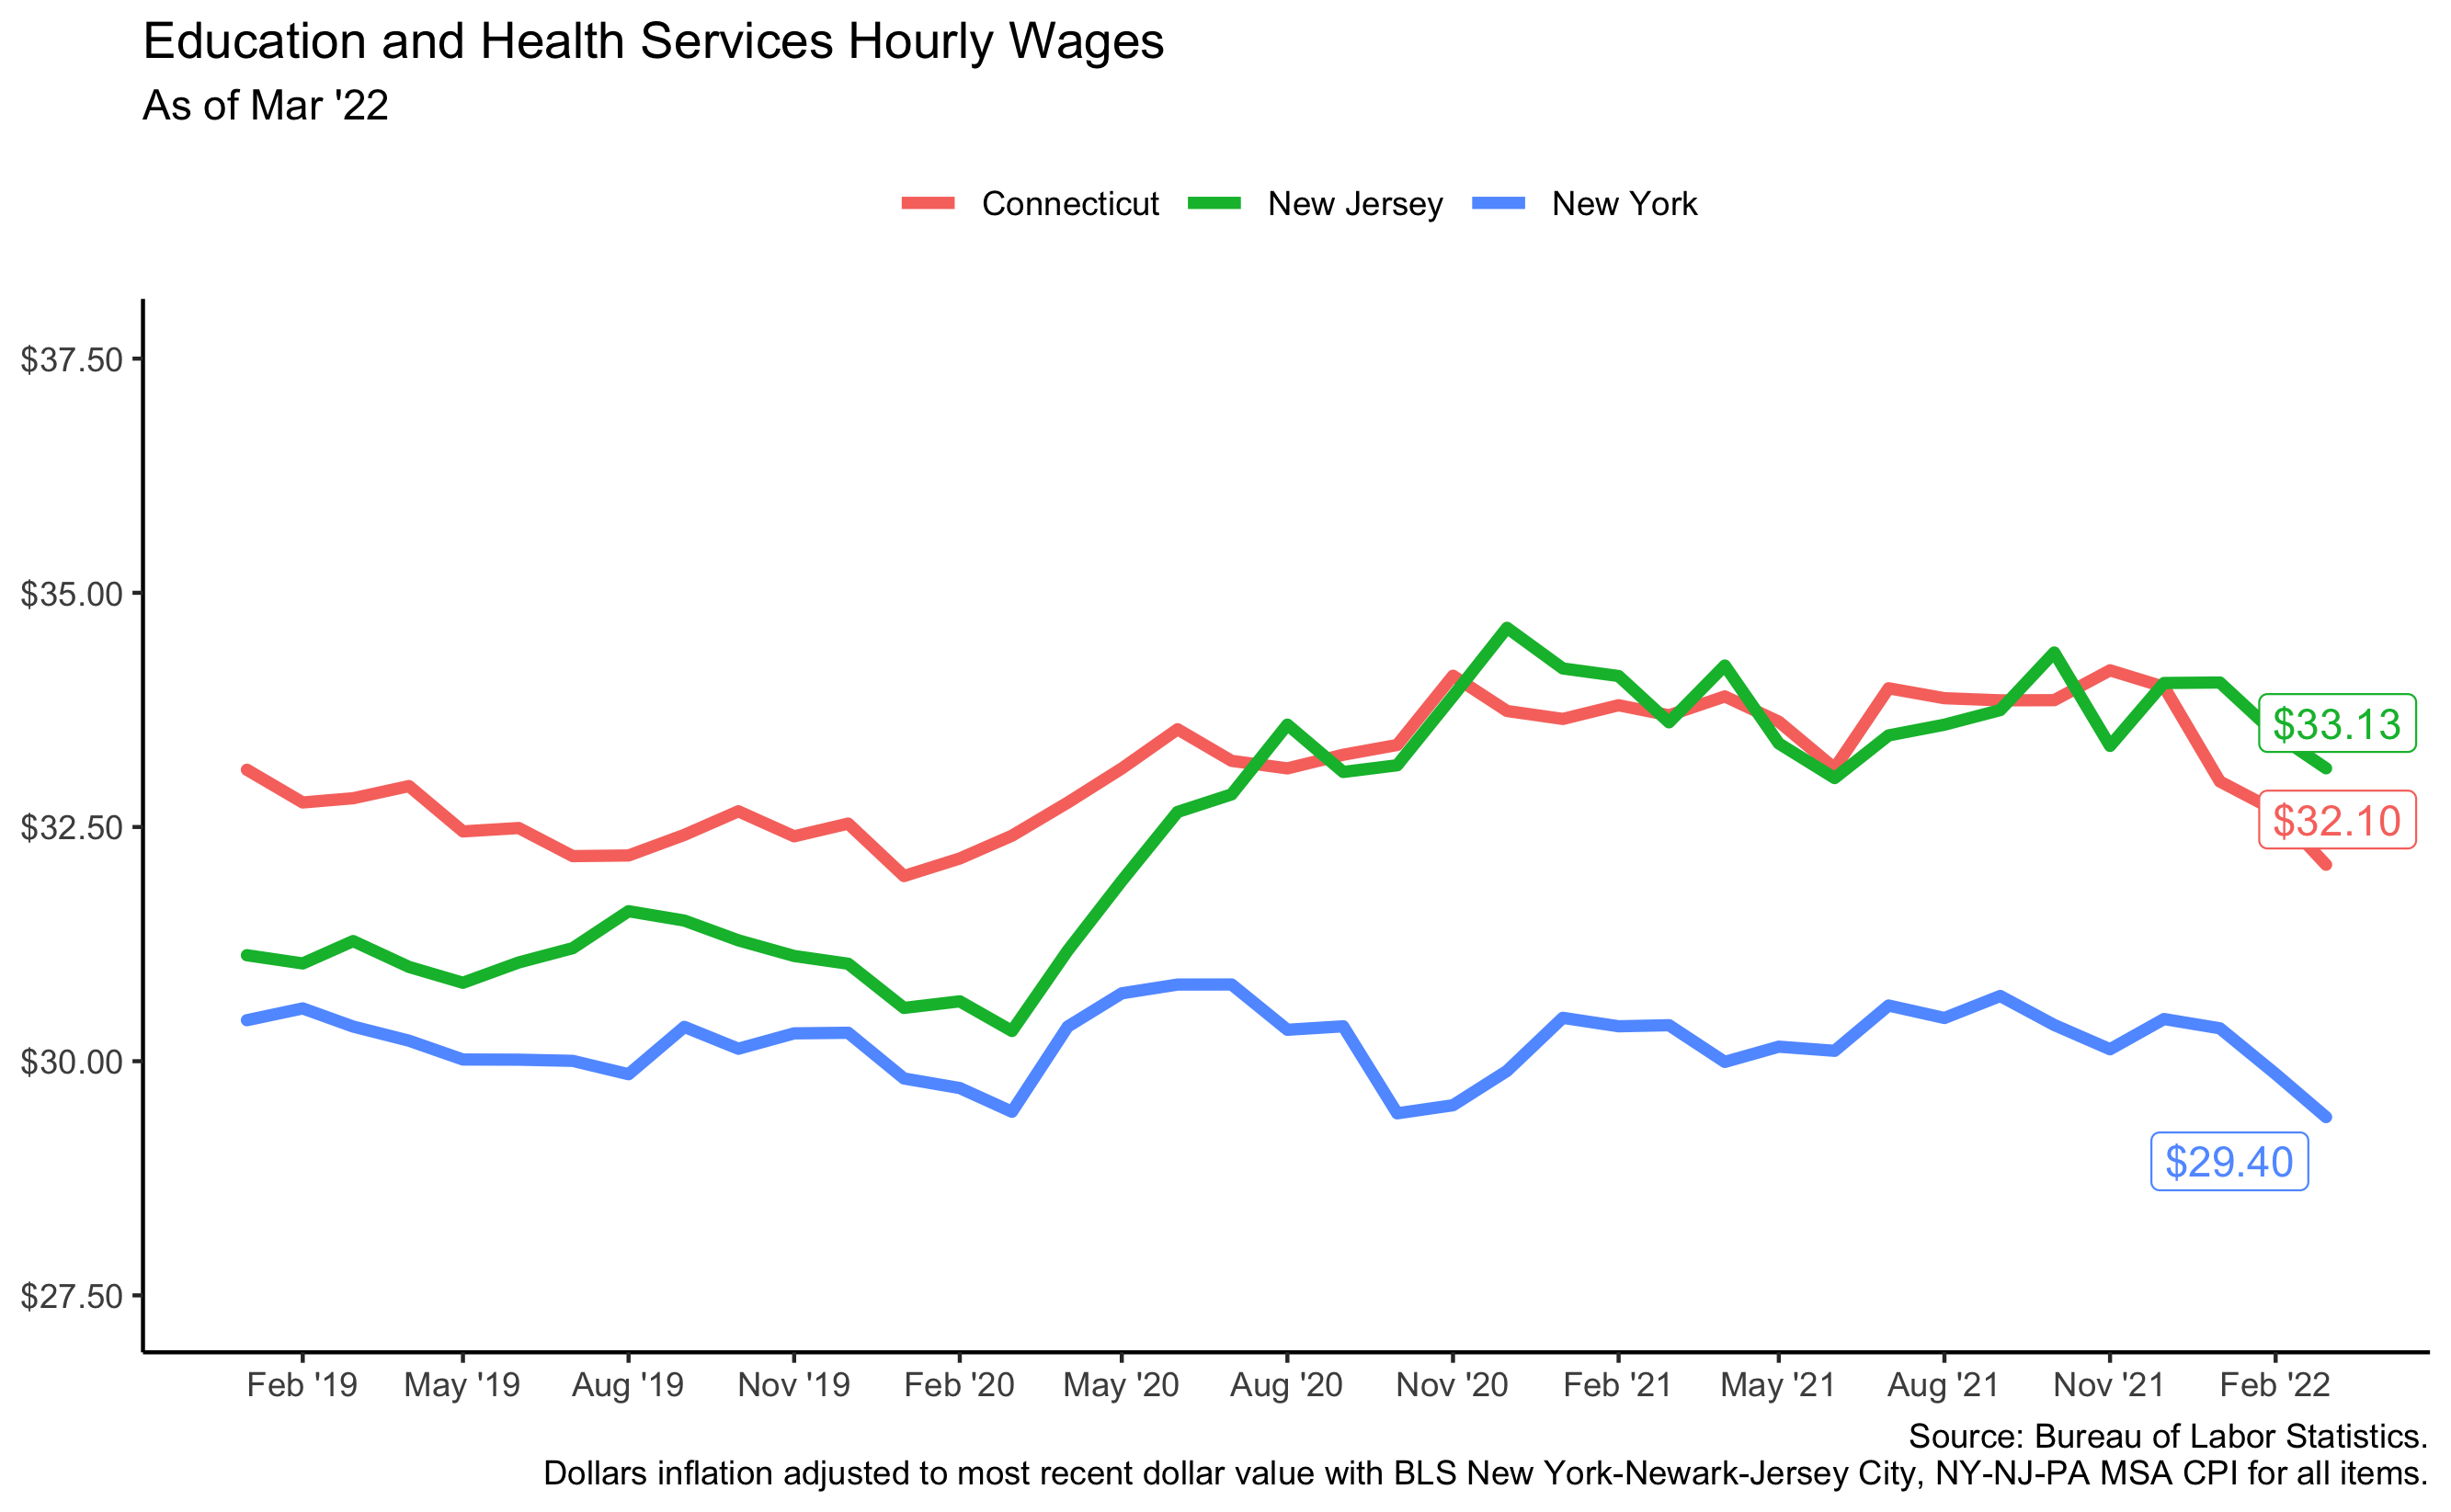 Education and Health Services Hourly Wages
As of Mar '22
Connecticut New Jersey New York
$37.50
$35.00
$32.50
$30.00
$27.50
$33.13
$32.10
$29.40
Feb '19 May '19 Aug '19 Nov '19 Feb '20 May '20 Aug '20 Nov '20 Feb '21 May '21 Aug '21 Nov '21 Feb '22
Source: Bureau of Labor Statistics.
Dollars inflation adjusted to most recent dollar value with BLS New York-Newark-Jersey City, NY-NJ-PA MSA CPI for all items.